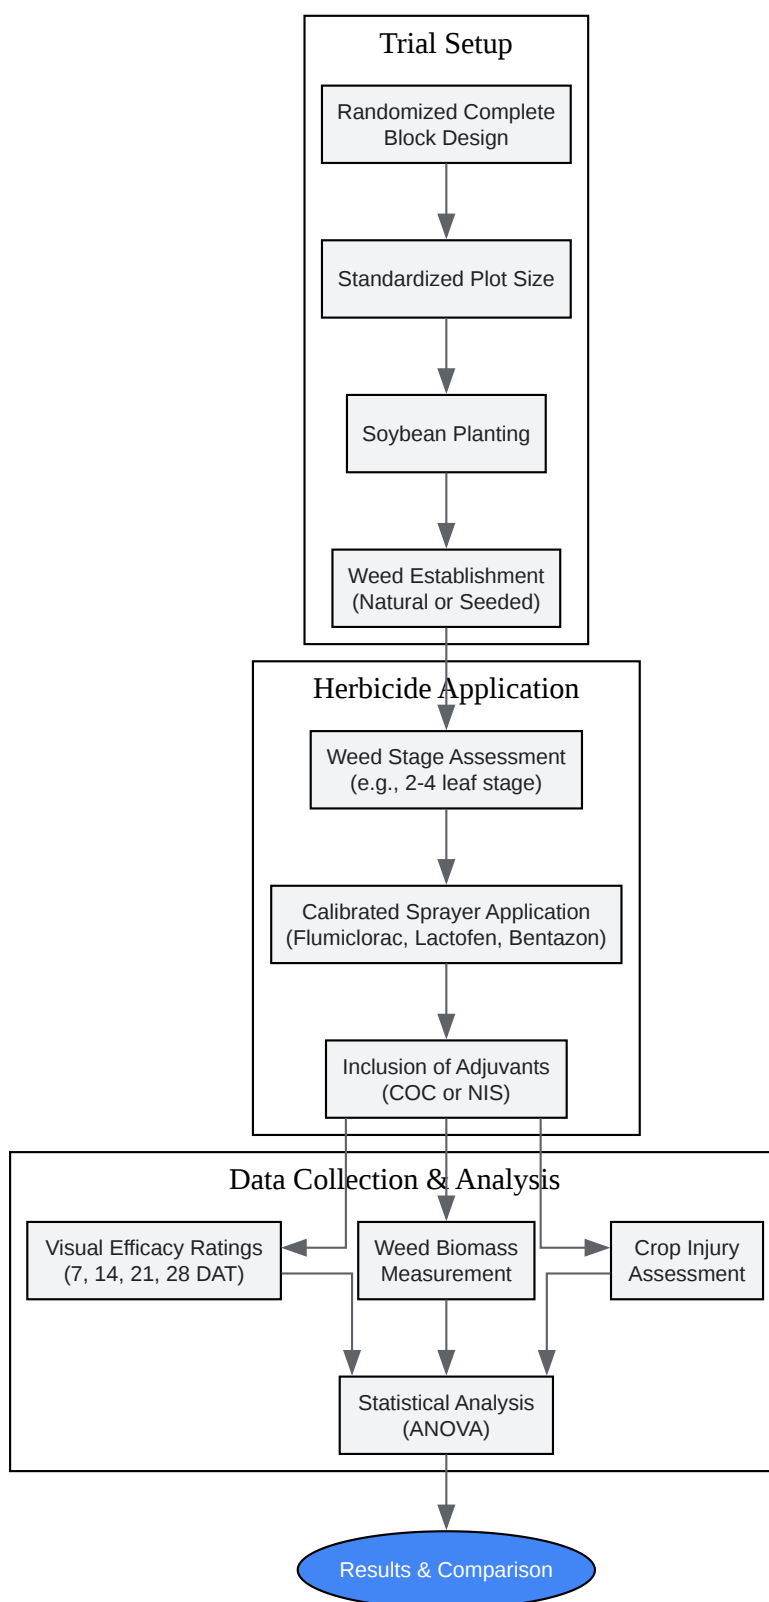 Trial Setup
Randomized Complete
Block Design
Standardized Plot Size
Soybean Planting
Weed Establishment
(Natural or Seeded)
Herbicide Application
Weed Stage Assessment
(e.g., 2-4 leaf stage)
Calibrated Sprayer Application
(Flumiclorac, Lactofen, Bentazon)
Inclusion of Adjuvants
(COC or NIS)
Data Collection & Analysis
Visual Efficacy Ratings
(7, 14, 21, 28 DAT)
Weed Biomass
Measurement
Crop Injury
Assessment
Statistical Analysis
(ANOVA)
Results & Comparison